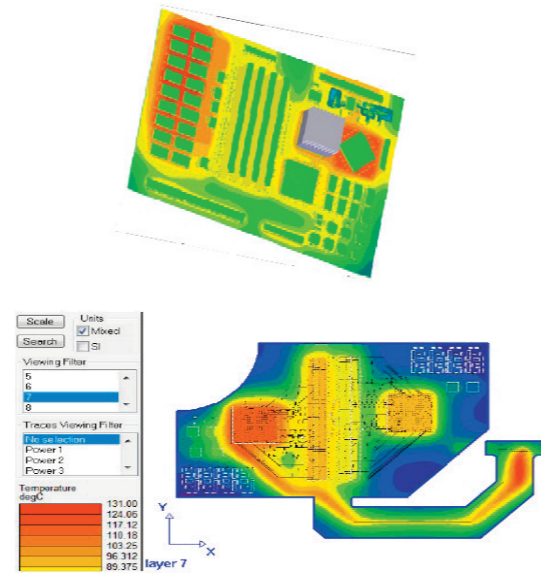 Scale
Units
Mixed
Search
SI
Viewing Filter
5
6
7
8
Traces Viewing Filter
No selection
Power 1
Power 2
Power 3
Temperature
degC
131.00
124.06
117.12
110.18
103.25
96.312
89.375
layer 7
Y
X